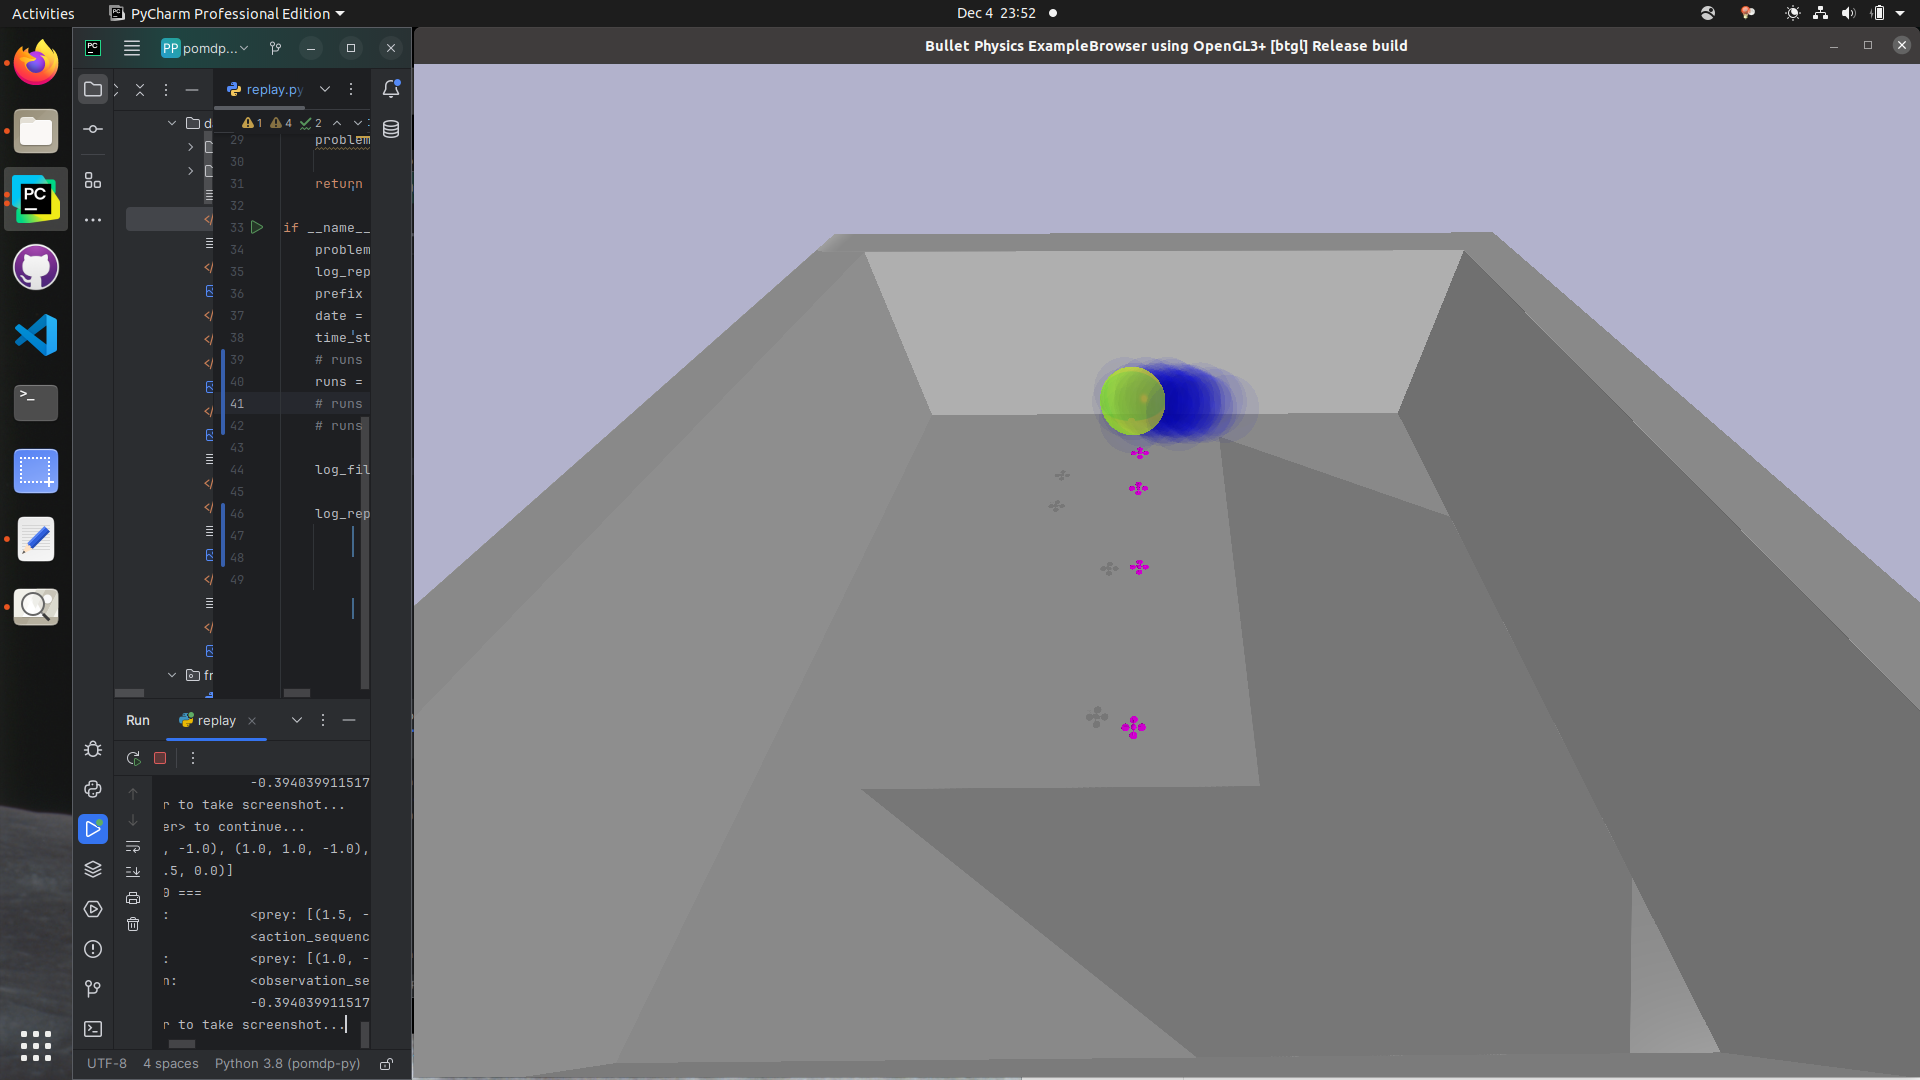 Activities
PyCharm Professional Edition
Dec 4 23:52
PC
PP pomdp...
Bullet Physics ExampleBrowser using OpenGL3+ [btgl] Release build
replay.py
1 4 2
29 problem
30
31 return
32
33 if __name__
34 problem
35 log_rep
36 prefix
37 date =
38 time_st
39 # runs
40 runs =
41 # runs
42 # runs
43
44 log_fil
45
46 log_rep
47
48
49
fr
PC
>_
Run replay
-0.394039911517
r to take screenshot...
er> to continue...
, -1.0), (1.0, 1.0, -1.0),
.5, 0.0)]
0 ===
: <prey: [(1.5, -
<action_sequenc
: <prey: [(1.0, -
n: <observation_se
-0.394039911517
r to take screenshot...
UTF-8 4 spaces Python 3.8 (pomdp-py)